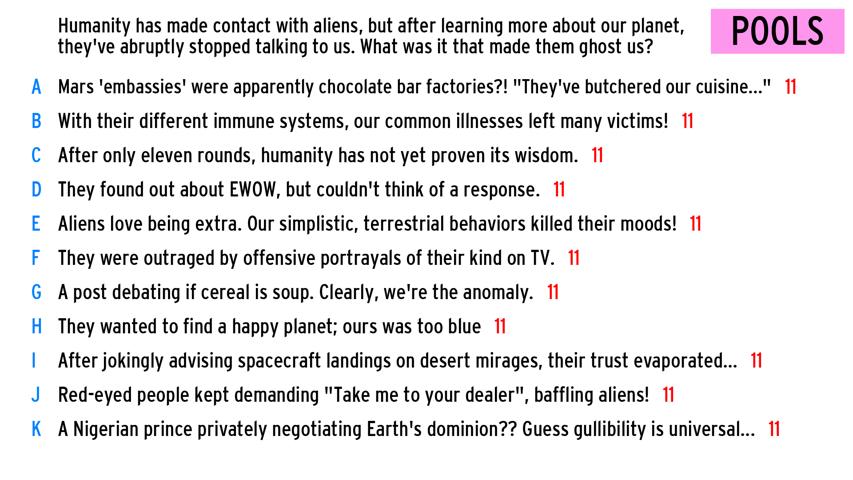 Humanity has made contact with aliens, but after learning more about our planet,
they've abruptly stopped talking to us. What was it that made them ghost us?
POOLS
A Mars 'embassies' were apparently chocolate bar factories?! "They've butchered our cuisine..." 11
B With their different immune systems, our common illnesses left many victims! 11
C After only eleven rounds, humanity has not yet proven its wisdom. 11
D They found out about EWOW, but couldn't think of a response. 11
E Aliens love being extra. Our simplistic, terrestrial behaviors killed their moods! 11
F They were outraged by offensive portrayals of their kind on TV. 11
G A post debating if cereal is soup. Clearly, we're the anomaly. 11
H They wanted to find a happy planet; ours was too blue 11
I After jokingly advising spacecraft landings on desert mirages, their trust evaporated... 11
J Red-eyed people kept demanding "Take me to your dealer", baffling aliens! 11
K A Nigerian prince privately negotiating Earth's dominion?? Guess gullibility is universal... 11